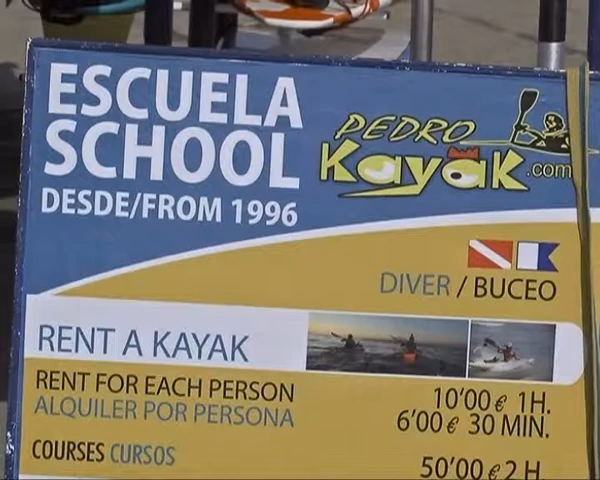 ESCUELA
SCHOOL
DESDE/FROM 1996
PEDRO
Kayak.com
DIVER / BUCEO
RENT A KAYAK
RENT FOR EACH PERSON 10'00 € 1H.
ALQUILER POR PERSONA 6'00 € 30 MIN.
COURSES CURSOS 50'00 € 2 H.